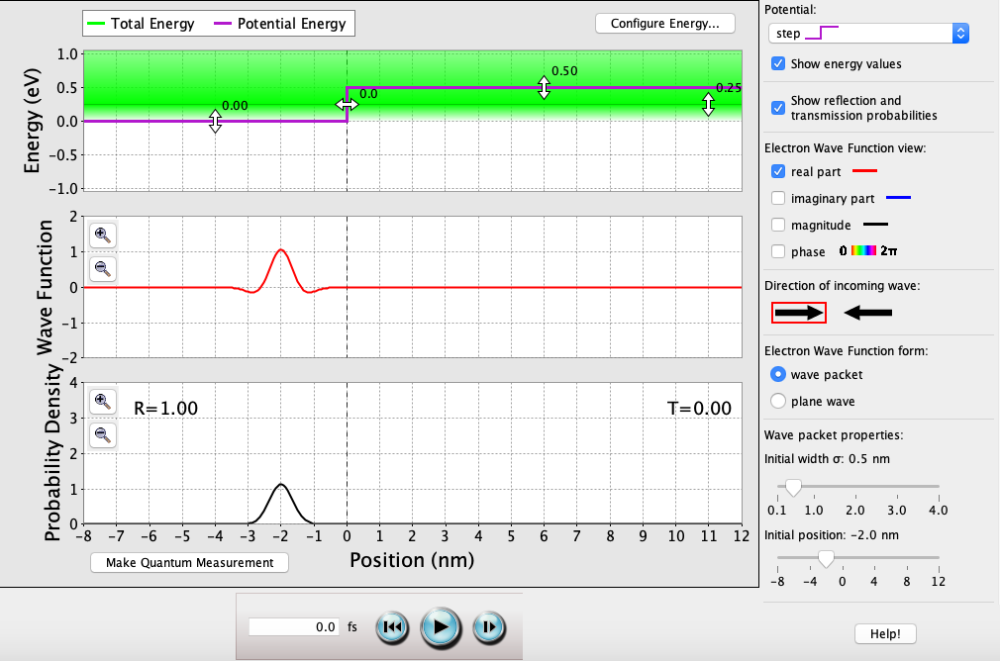 Total Energy Potential Energy
Configure Energy...
Energy (eV)
1.0
0.5
0.0
-0.5
-1.0
0.00
0.0
0.50
0.25
Wave Function
2
1
0
-1
-2
Probability Density
4
3
2
1
0
R=1.00
T=0.00
-8 -7 -6 -5 -4 -3 -2 -1 0 1 2 3 4 5 6 7 8 9 10 11 12
Position (nm)
Make Quantum Measurement
0.0 fs
Potential:
step
Show energy values
Show reflection and
transmission probabilities
Electron Wave Function view:
real part
imaginary part
magnitude
phase 0 2π
Direction of incoming wave:
Electron Wave Function form:
wave packet
plane wave
Wave packet properties:
Initial width σ: 0.5 nm
0.1 1.0 2.0 3.0 4.0
Initial position: -2.0 nm
-8 -4 0 4 8 12
Help!